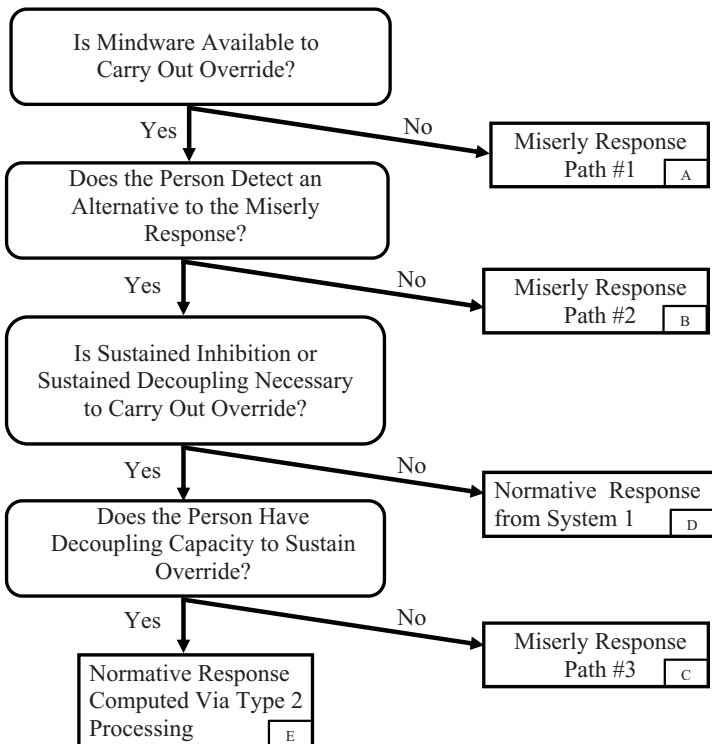 Is Mindware Available to
Carry Out Override?
Yes
No
Miserly Response
Path #1
A
Does the Person Detect an
Alternative to the Miserly
Response?
Yes
No
Miserly Response
Path #2
B
Is Sustained Inhibition or
Sustained Decoupling Necessary
to Carry Out Override?
Yes
No
Normative Response
from System 1
D
Does the Person Have
Decoupling Capacity to Sustain
Override?
Yes
No
Miserly Response
Path #3
C
Normative Response
Computed Via Type 2
Processing
E